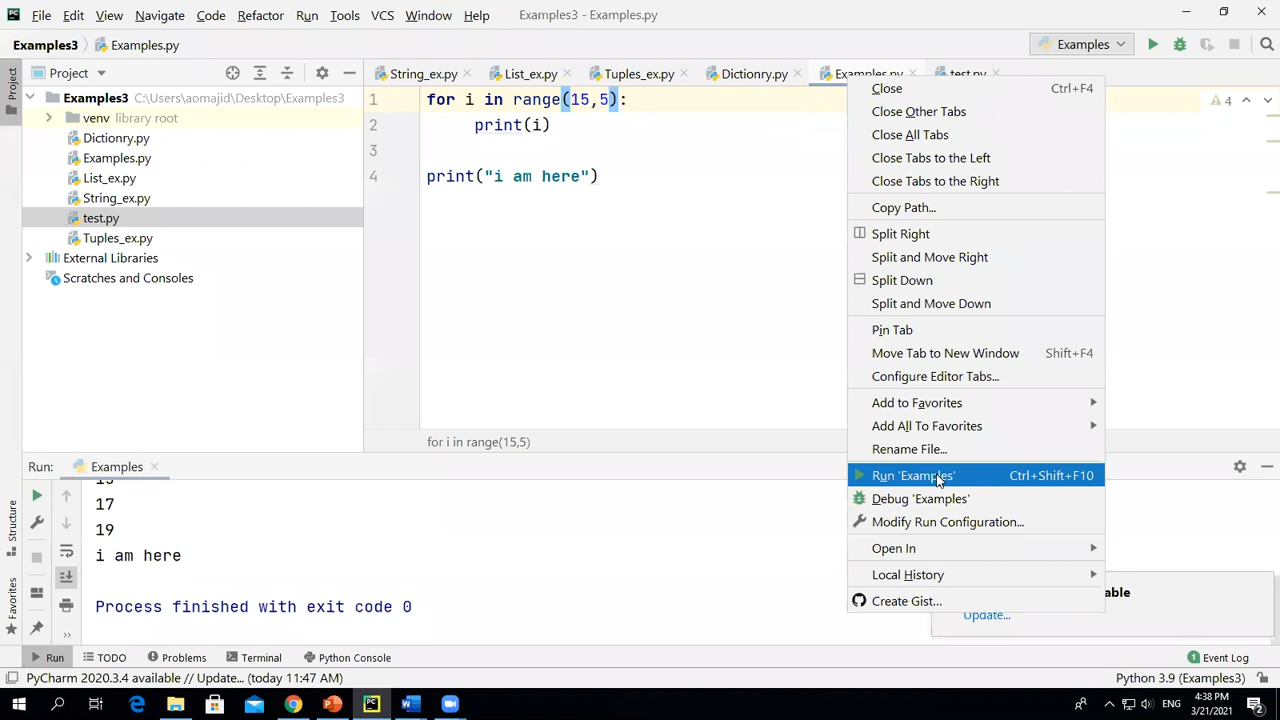 File Edit View Navigate Code Refactor Run Tools VCS Window Help Examples3 - Examples.py
Examples3 Examples.py Examples
Project String_ex.py List_ex.py Tuples_ex.py Dictionry.py Examples.py test.py
Project
Examples3 C:\Users\aomajid\Desktop\Examples3
venv library root
Dictionry.py
Examples.py
List_ex.py
String_ex.py
test.py
Tuples_ex.py
External Libraries
Scratches and Consoles
1 for i in range(15,5):
2 print(i)
3
4 print("i am here")
4
for i in range(15,5)
Close Ctrl+F4
Close Other Tabs
Close All Tabs
Close Tabs to the Left
Close Tabs to the Right
Copy Path...
Split Right
Split and Move Right
Split Down
Split and Move Down
Pin Tab
Move Tab to New Window Shift+F4
Configure Editor Tabs...
Add to Favorites
Add All To Favorites
Rename File...
Run 'Examples' Ctrl+Shift+F10
Debug 'Examples'
Modify Run Configuration...
Open In
Local History
Create Gist...
Update...
Run: Examples
17
19
i am here
Process finished with exit code 0
Structure
Favorites
Run TODO Problems Terminal Python Console 1 Event Log
PyCharm 2020.3.4 available // Update... (today 11:47 AM) Python 3.9 (Examples3)
ENG 4:38 PM
3/21/2021 2